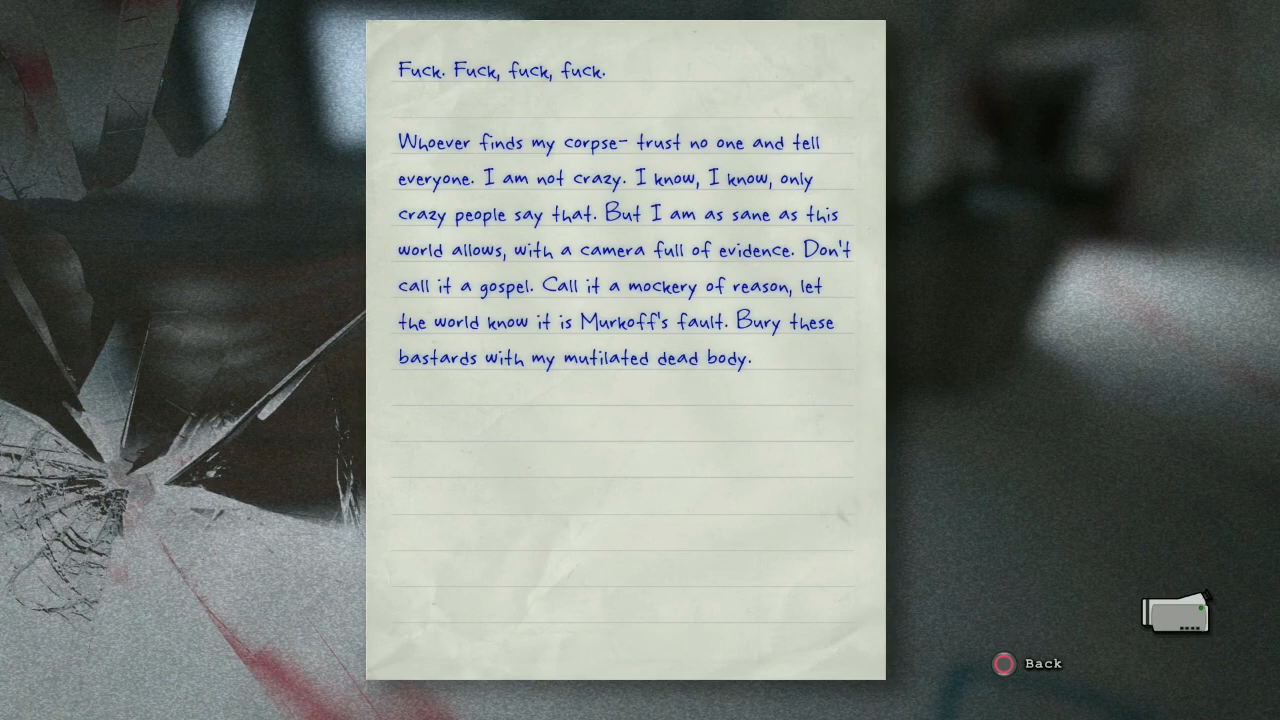 Fuck. Fuck, fuck, fuck.
Whoever finds my corpse- trust no one and tell
everyone. I am not crazy. I know, I know, only
crazy people say that. But I am as sane as this
world allows, with a camera full of evidence. Don't
call it a gospel. Call it a mockery of reason, let
the world know it is Murkoff's fault. Bury these
bastards with my mutilated dead body.
Back